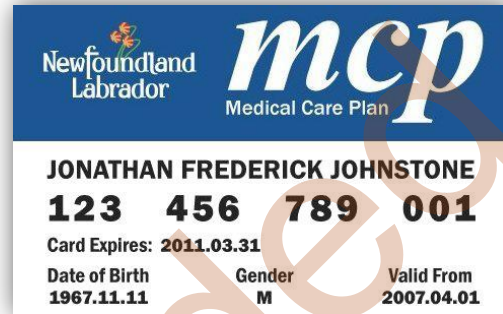 Newfoundland
Labrador
mcp
Medical Care Plan
JONATHAN FREDERICK JOHNSTONE
123 456 789 001
Card Expires: 2011.03.31
Date of Birth Gender Valid From
1967.11.11 M 2007.04.01